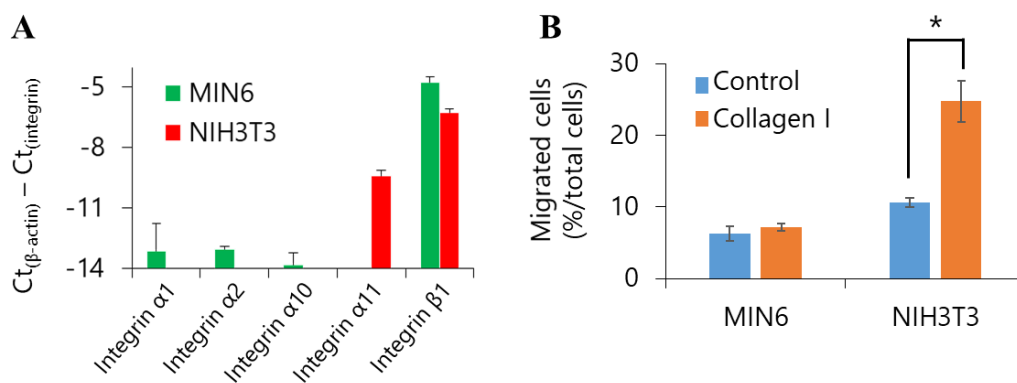 A
Ct(β-actin) – Ct(integrin)
-5
-8
-11
-14
MIN6
NIH3T3
Integrin α1
Integrin α2
Integrin α10
Integrin α11
Integrin β1
B
Migrated cells
(%/total cells)
30
20
10
0
Control
Collagen I
*
MIN6
NIH3T3